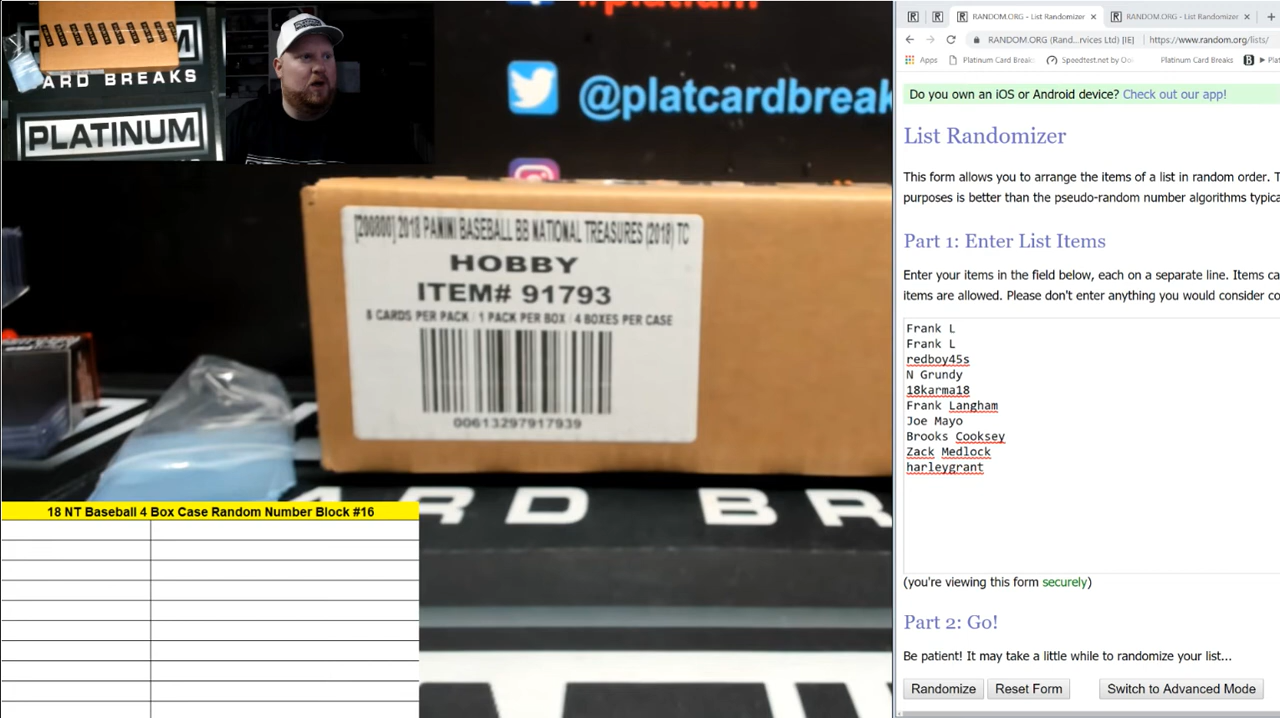 ARD BREAKS
PLATINUM
@platcardbreak
[200800] 2018 PANINI BASEBALL BB NATIONAL TREASURES (2018) TC
HOBBY
ITEM# 91793
8 CARDS PER PACK / 1 PACK PER BOX / 4 BOXES PER CASE
00613297917939
ARD BR
18 NT Baseball 4 Box Case Random Number Block #16
RANDOM.ORG - List Randomizer
RANDOM.ORG - List Randomizer
RANDOM.ORG (Rand...rvices Ltd) [IE]
https://www.random.org/lists/
Apps
Platinum Card Break
Speedtest.net by Oo
Platinum Card Breaks
Plat
Do you own an iOS or Android device? Check out our app!
List Randomizer
This form allows you to arrange the items of a list in random order. T
purposes is better than the pseudo-random number algorithms typica
Part 1: Enter List Items
Enter your items in the field below, each on a separate line. Items ca
items are allowed. Please don't enter anything you would consider co
Frank L
Frank L
redboy45s
N Grundy
18karma18
Frank Langham
Joe Mayo
Brooks Cooksey
Zack Medlock
harleygrant
(you're viewing this form securely)
Part 2: Go!
Be patient! It may take a little while to randomize your list...
Randomize
Reset Form
Switch to Advanced Mode